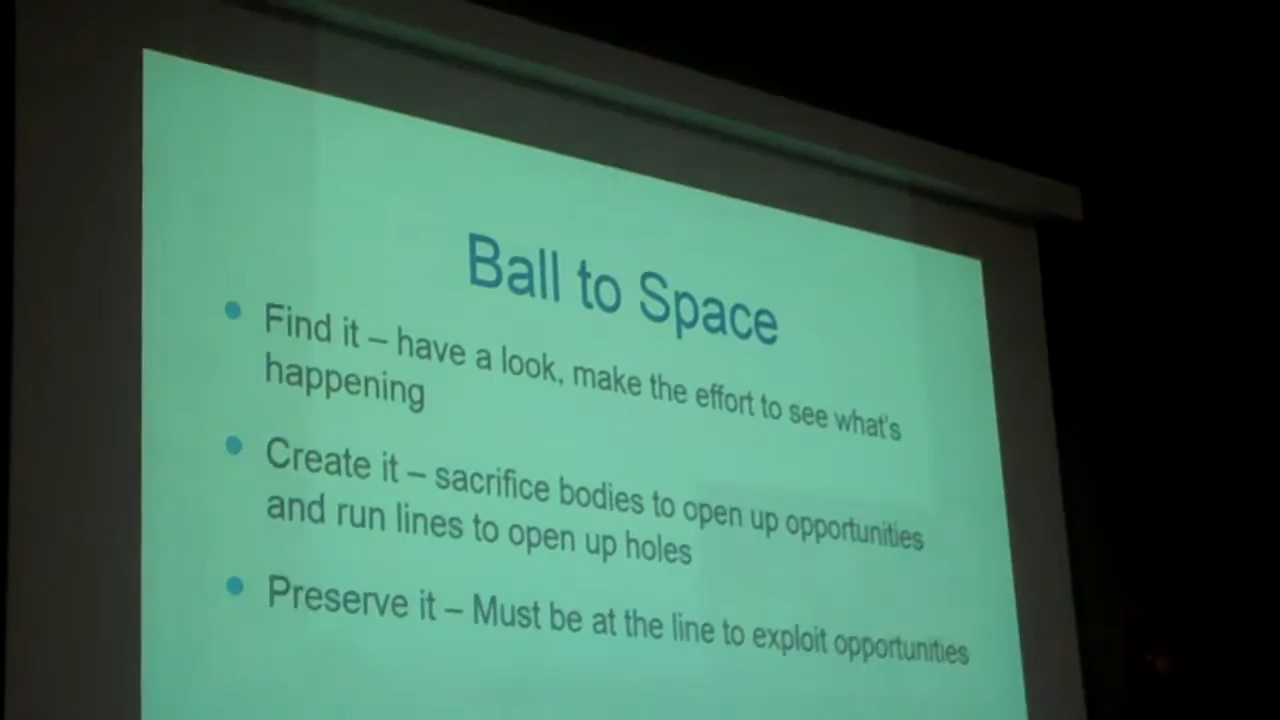 Ball to Space
• Find it – have a look, make the effort to see what's
happening
• Create it – sacrifice bodies to open up opportunities
and run lines to open up holes
• Preserve it – Must be at the line to exploit opportunities